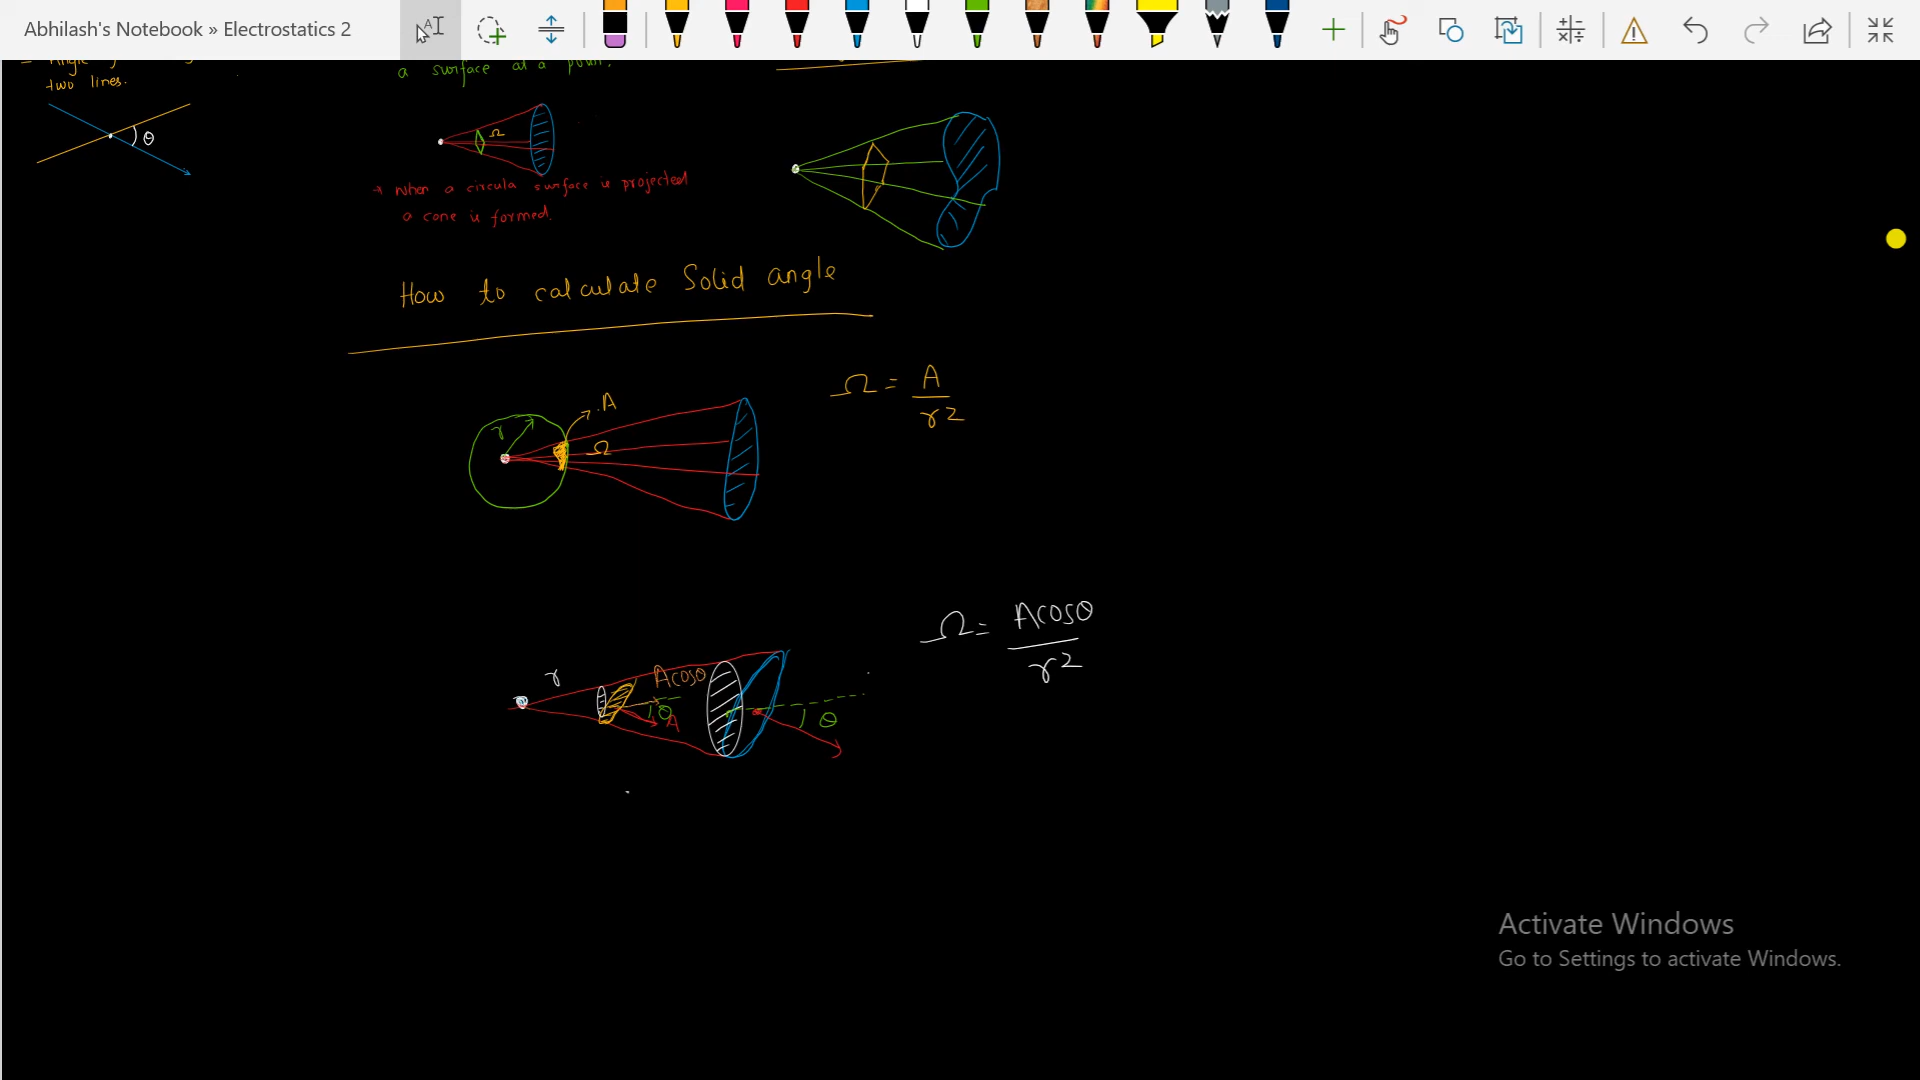 Abhilash's Notebook » Electrostatics 2
two lines.
θ
a surface at a point.
Ω
→ When a circula surface is projected
a cone is formed.
How to calculate Solid angle
r
A
Ω
Ω = A / r2
r
Acosθ
θ
A
θ
Ω = Acosθ / r2
Activate Windows
Go to Settings to activate Windows.